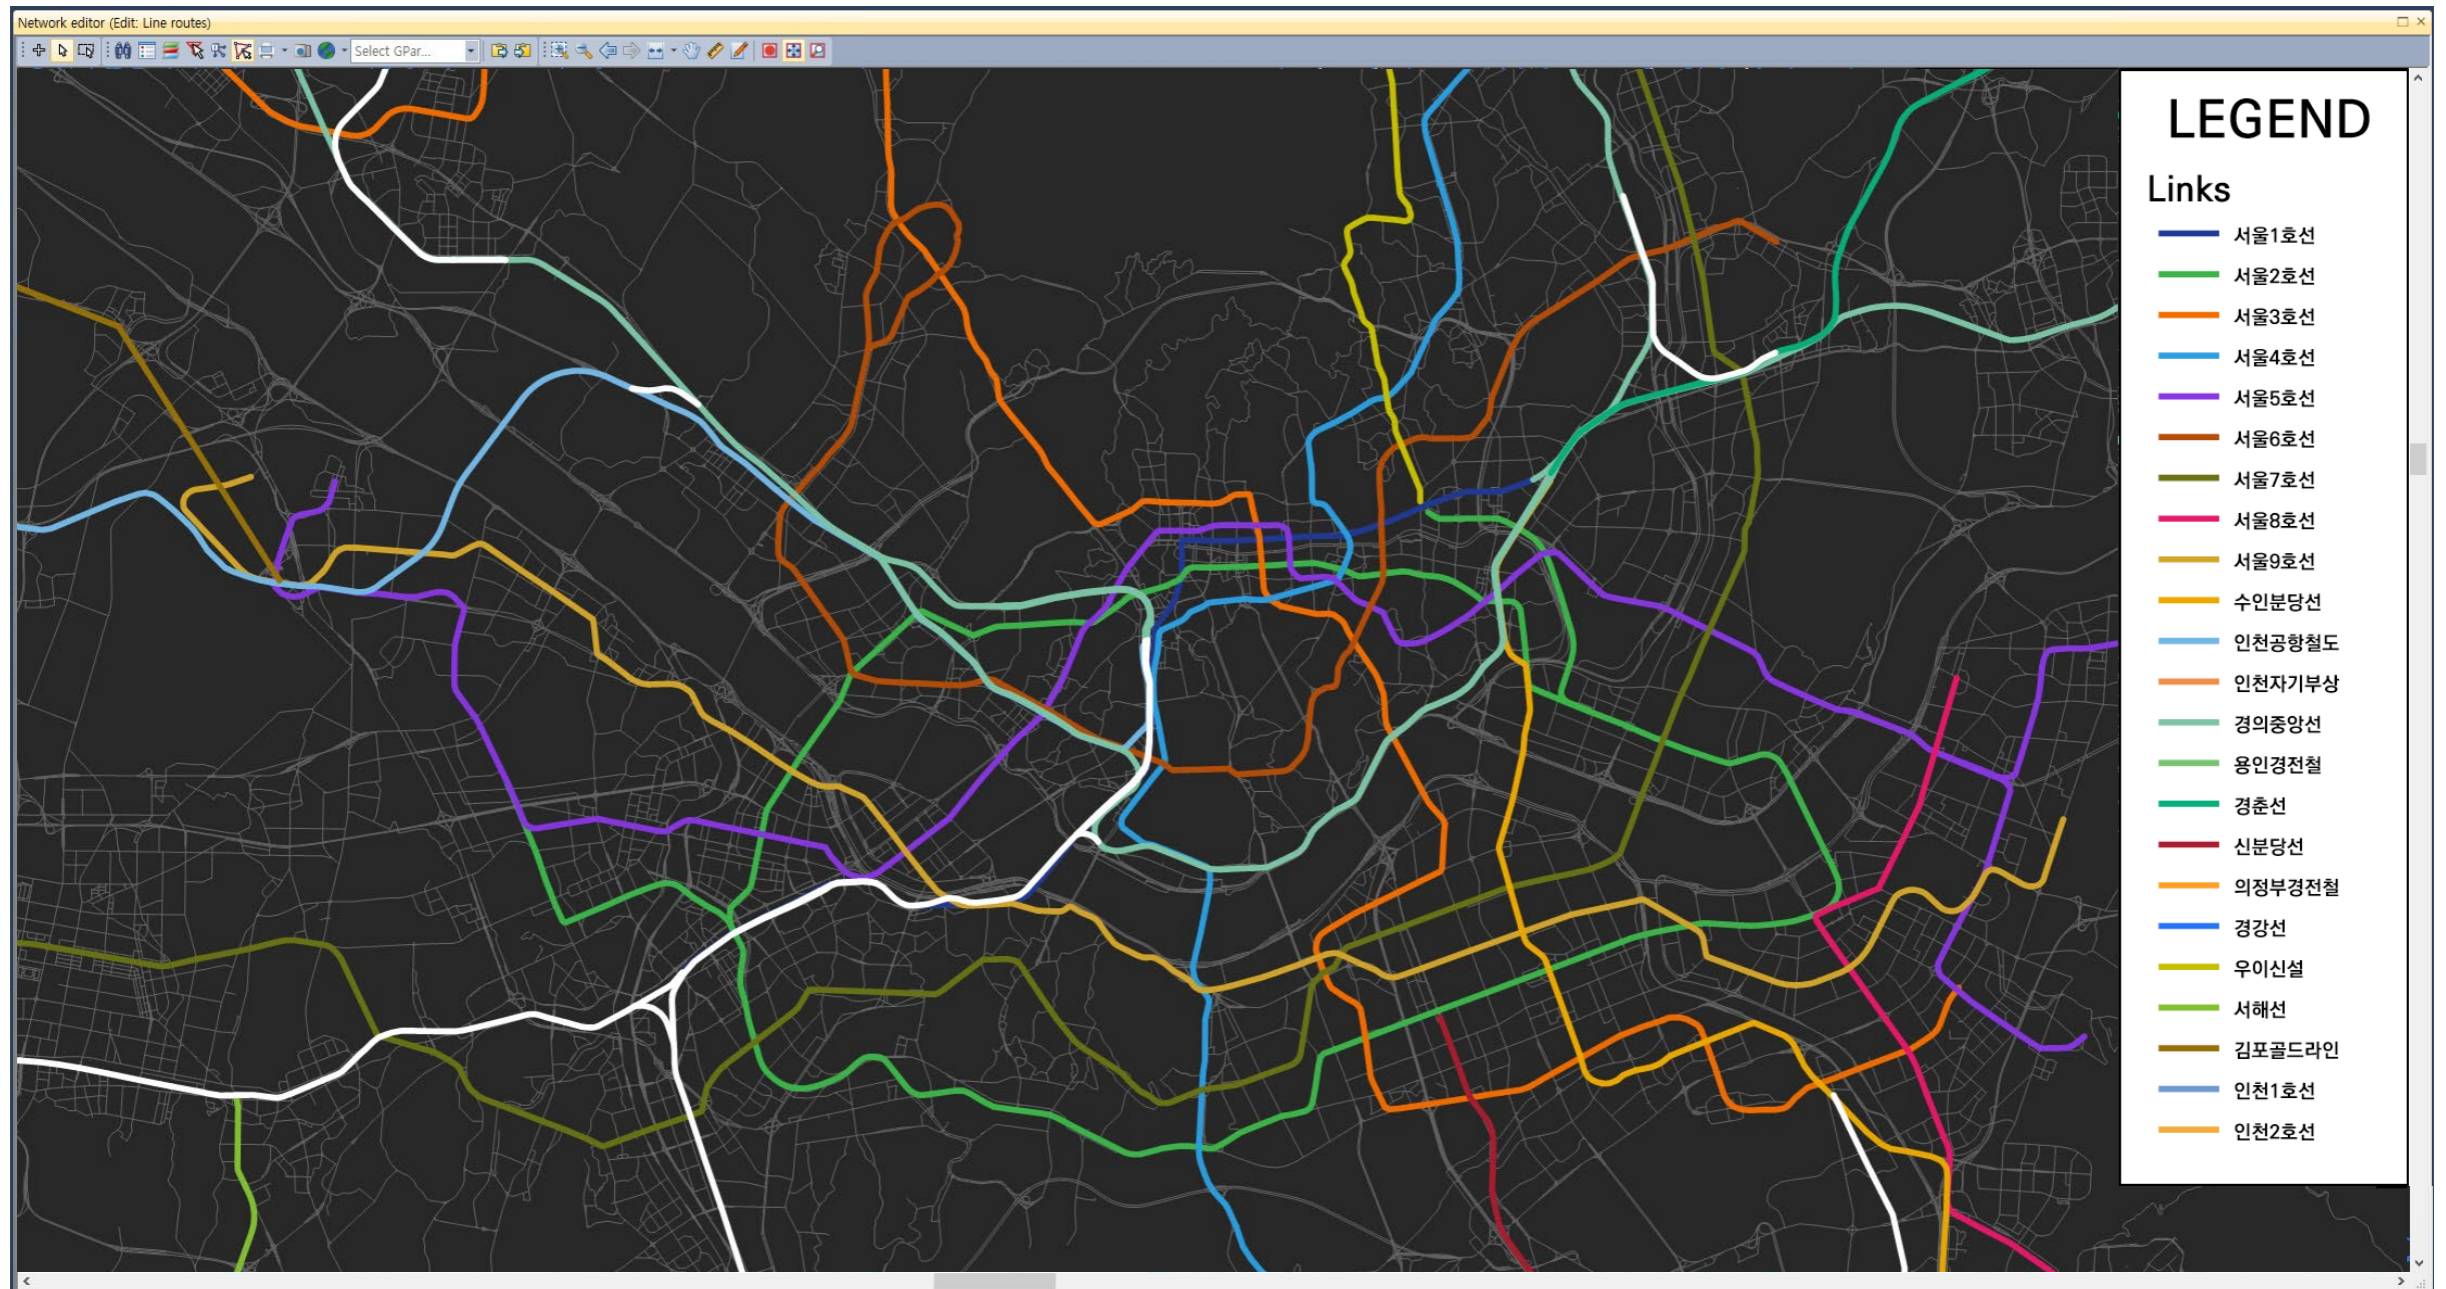 Network editor (Edit: Line routes)
Select GPar...
LEGEND
Links
서울1호선
서울2호선
서울3호선
서울4호선
서울5호선
서울6호선
서울7호선
서울8호선
서울9호선
수인분당선
인천공항철도
인천자기부상
경의중앙선
용인경전철
경춘선
신분당선
의정부경전철
경강선
우이신설
서해선
김포골드라인
인천1호선
인천2호선